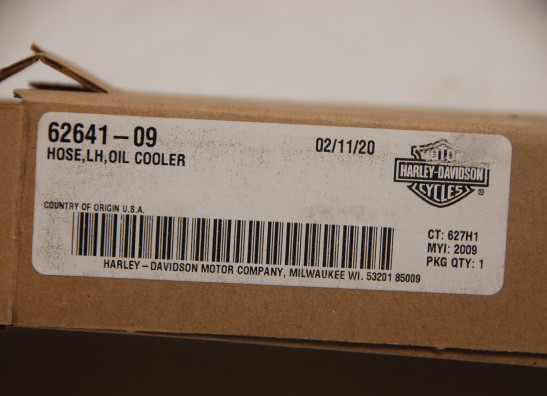 62641-09
HOSE,LH,OIL COOLER
02/11/20
MOTOR
HARLEY-DAVIDSON
CYCLES
®
COUNTRY OF ORIGIN U.S.A.
CT: 627H1
MYI: 2009
PKG QTY: 1
HARLEY-DAVIDSON MOTOR COMPANY, MILWAUKEE WI. 53201 85009